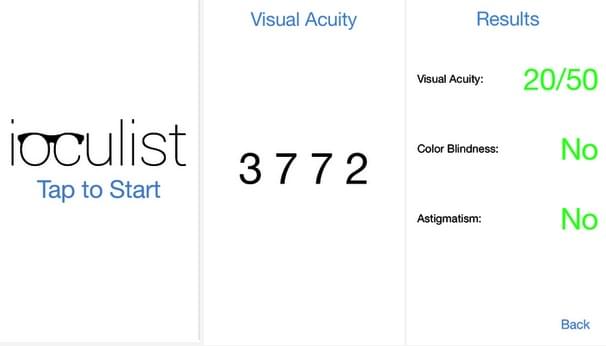 ioculist
Tap to Start
Visual Acuity
3 7 7 2
Results
Visual Acuity: 20/50
Color Blindness: No
Astigmatism: No
Back